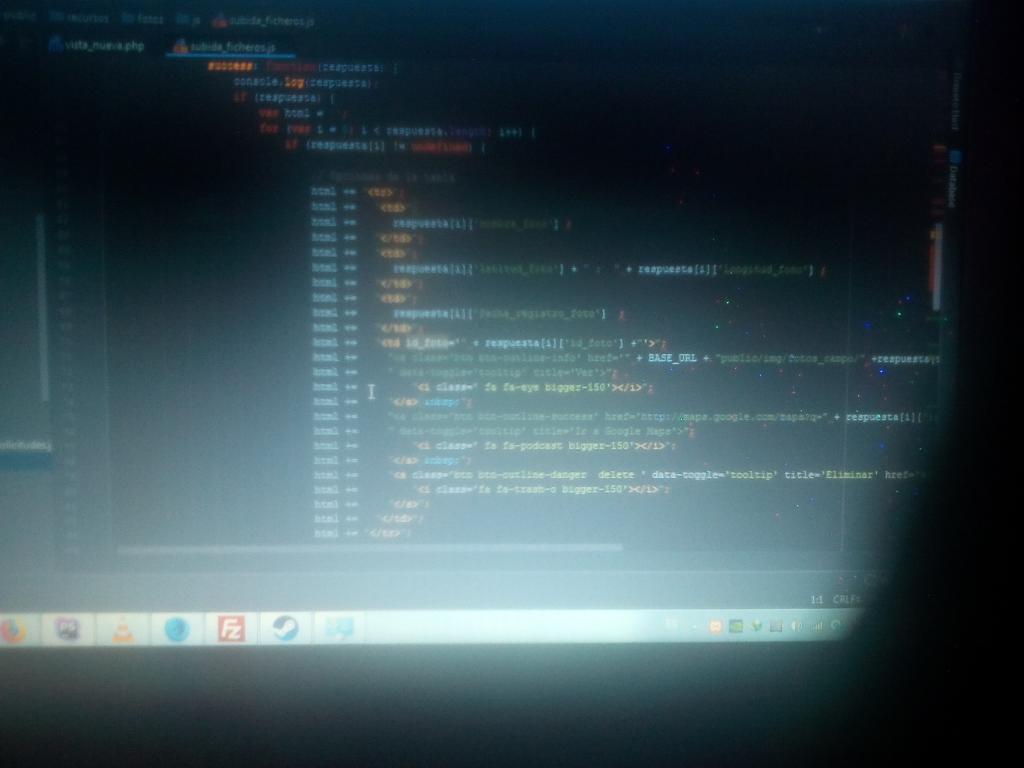 public recursos fotos js subida_ficheros.js
vista_nueva.php subida_ficheros.js
success: function(respuesta) {
console.log(respuesta);
if (respuesta) {
var html =
for (var i = 0; i < respuesta.length; i++) {
if (respuesta[i] != undefined) {
de la tabla
html += "<tr>";
html += "<td>"
respuesta[i]['nombre_foto'] ;
html += "</td>";
html += "<td>"
respuesta[i]['latitud_foto'] + " ; " + respuesta[i]['longitud_foto'] ;
html += "</td>";
html += "<td>"
respuesta[i]['fecha_registro_foto'] ;
html += "</td>";
html += "<td id_foto='" + respuesta[i]['id_foto'] +"'>";
html += "<a class='btn btn-outline-info' href='" + BASE_URL + "public/img/fotos_campo/" +respuesta
html += " data-toggle='tooltip' title='Ver'>";
html += "<i class=' fa fa-eye bigger-150'></i>";
html += "</a> &nbsp;";
html += "<a class='btn btn-outline-success' href='http://maps.google.com/maps?q=" + respuesta[i]['
html += " data-toggle='tooltip' title='Ir a Google Maps'>";
html += "<i class=' fa fa-podcast bigger-150'></i>";
html += "</a> &nbsp;";
html += "<a class='btn btn-outline-danger delete ' data-toggle='tooltip' title='Eliminar' href='
html += "<i class='fa fa-trash-o bigger-150'></i>";
html += "</a>";
html += "</td>";
html += "</tr>";
Remote Host
Database
olicitudes.j
1:1 CRLF
PS
Fz